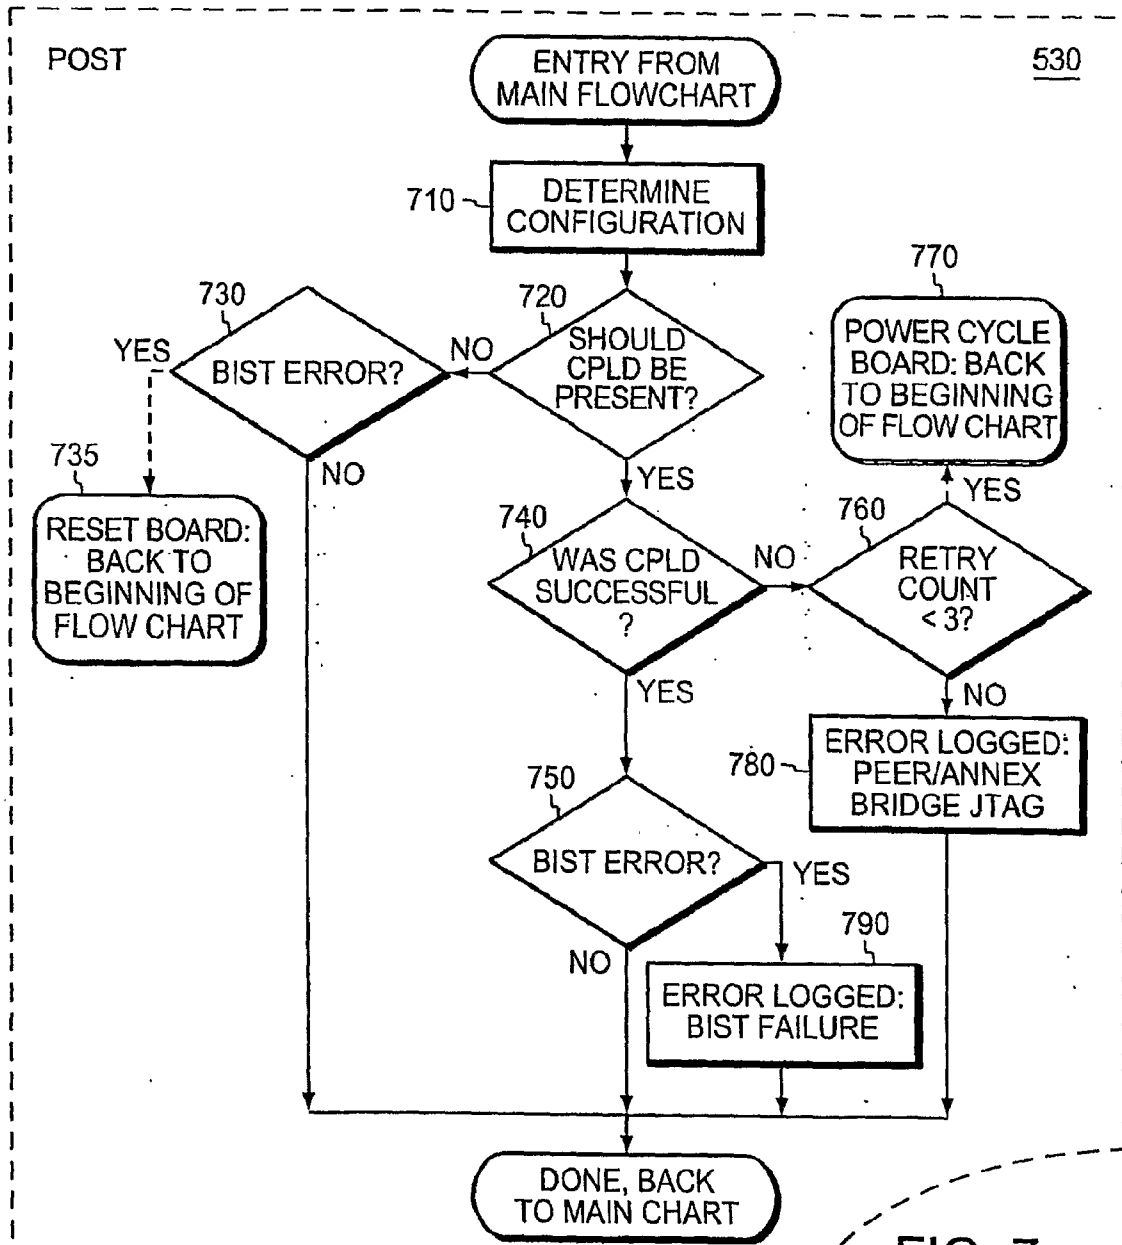 POST
530
ENTRY FROM
MAIN FLOWCHART
710
DETERMINE
CONFIGURATION
720
SHOULD
CPLD BE
PRESENT?
NO
YES
730
BIST ERROR?
YES
NO
735
RESET BOARD:
BACK TO
BEGINNING OF
FLOW CHART
740
WAS CPLD
SUCCESSFUL
?
NO
YES
760
RETRY
COUNT
< 3?
YES
NO
770
POWER CYCLE
BOARD: BACK
TO BEGINNING
OF FLOW CHART
780
ERROR LOGGED:
PEER/ANNEX
BRIDGE JTAG
750
BIST ERROR?
YES
NO
790
ERROR LOGGED:
BIST FAILURE
DONE, BACK
TO MAIN CHART
FIG. 7